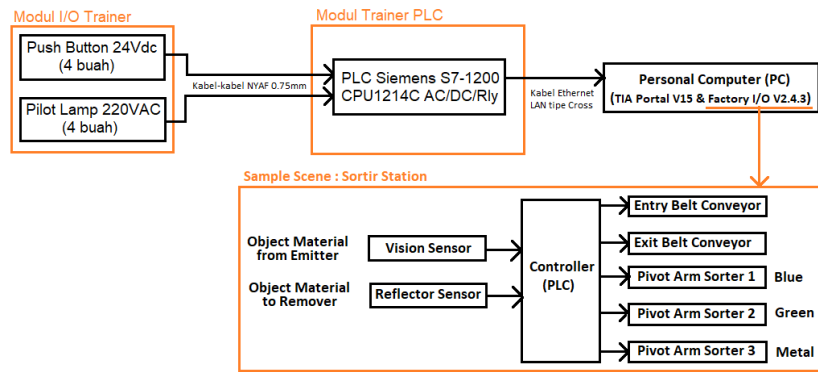 Modul I/O Trainer
Push Button 24Vdc
(4 buah)
Pilot Lamp 220VAC
(4 buah)
Kabel-kabel NYAF 0.75mm
Modul Trainer PLC
PLC Siemens S7-1200
CPU1214C AC/DC/Rly
Kabel Ethernet
LAN tipe Cross
Personal Computer (PC)
(TIA Portal V15 & Factory I/O V2.4.3)
Sample Scene : Sortir Station
Object Material
from Emitter
Vision Sensor
Object Material
to Remover
Reflector Sensor
Controller
(PLC)
Entry Belt Conveyor
Exit Belt Conveyor
Pivot Arm Sorter 1
Blue
Pivot Arm Sorter 2
Green
Pivot Arm Sorter 3
Metal